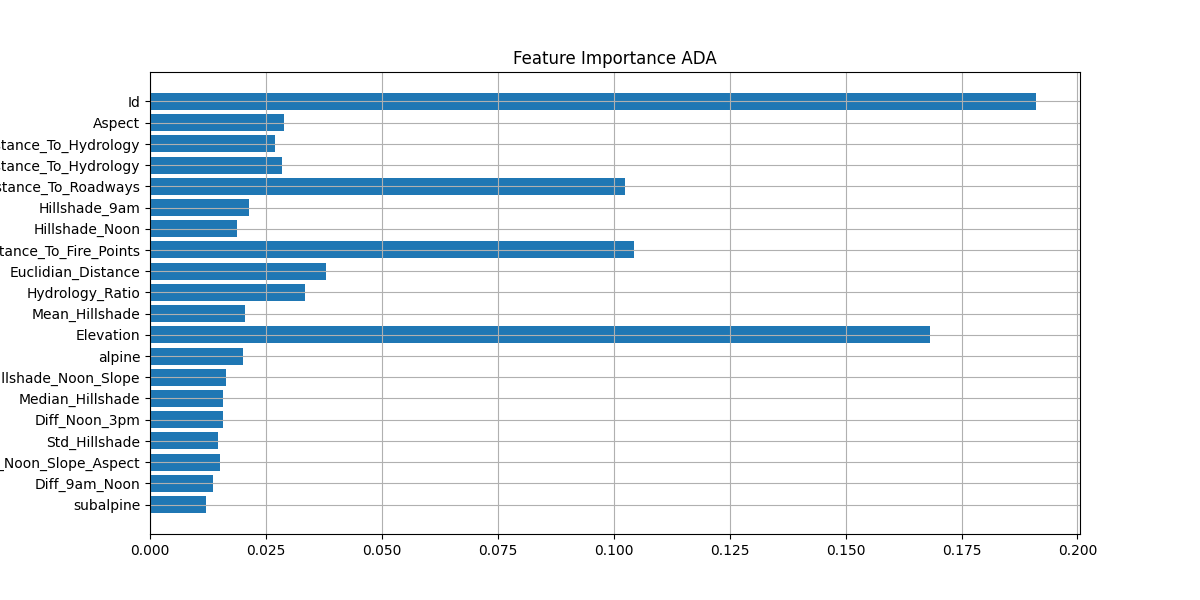 Feature Importance ADA
Id
Aspect
stance_To_Hydrology
stance_To_Hydrology
stance_To_Roadways
Hillshade_9am
Hillshade_Noon
tance_To_Fire_Points
Euclidian_Distance
Hydrology_Ratio
Mean_Hillshade
Elevation
alpine
llshade_Noon_Slope
Median_Hillshade
Diff_Noon_3pm
Std_Hillshade
_Noon_Slope_Aspect
Diff_9am_Noon
subalpine
0.000 0.025 0.050 0.075 0.100 0.125 0.150 0.175 0.200